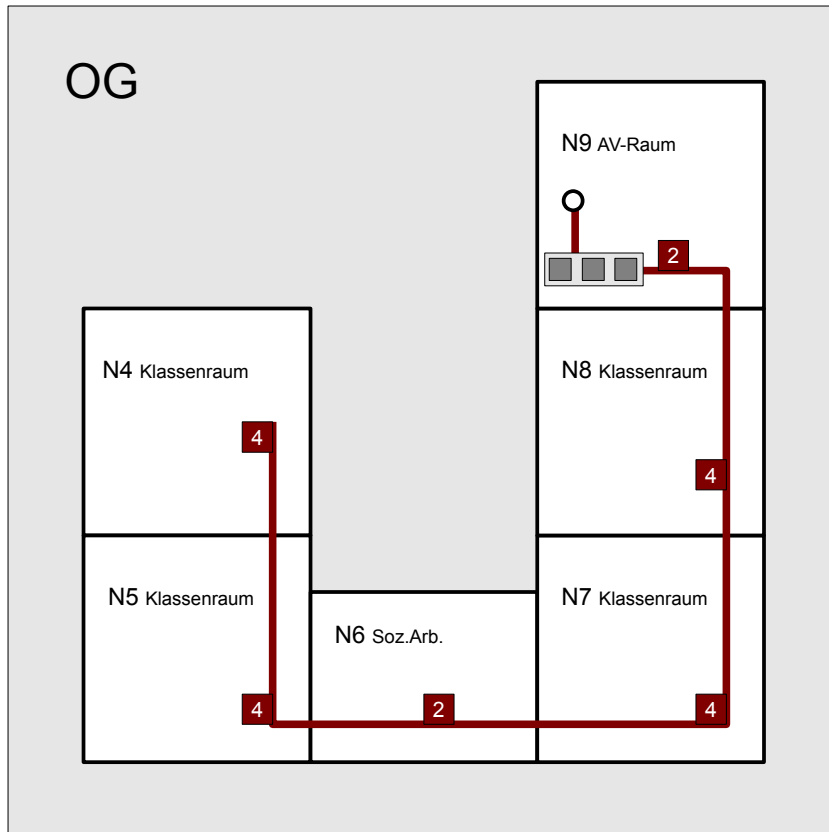 OG
N9 AV-Raum
2
N4 Klassenraum
N8 Klassenraum
4
4
N5 Klassenraum
N7 Klassenraum
N6 Soz.Arb.
4
2
4